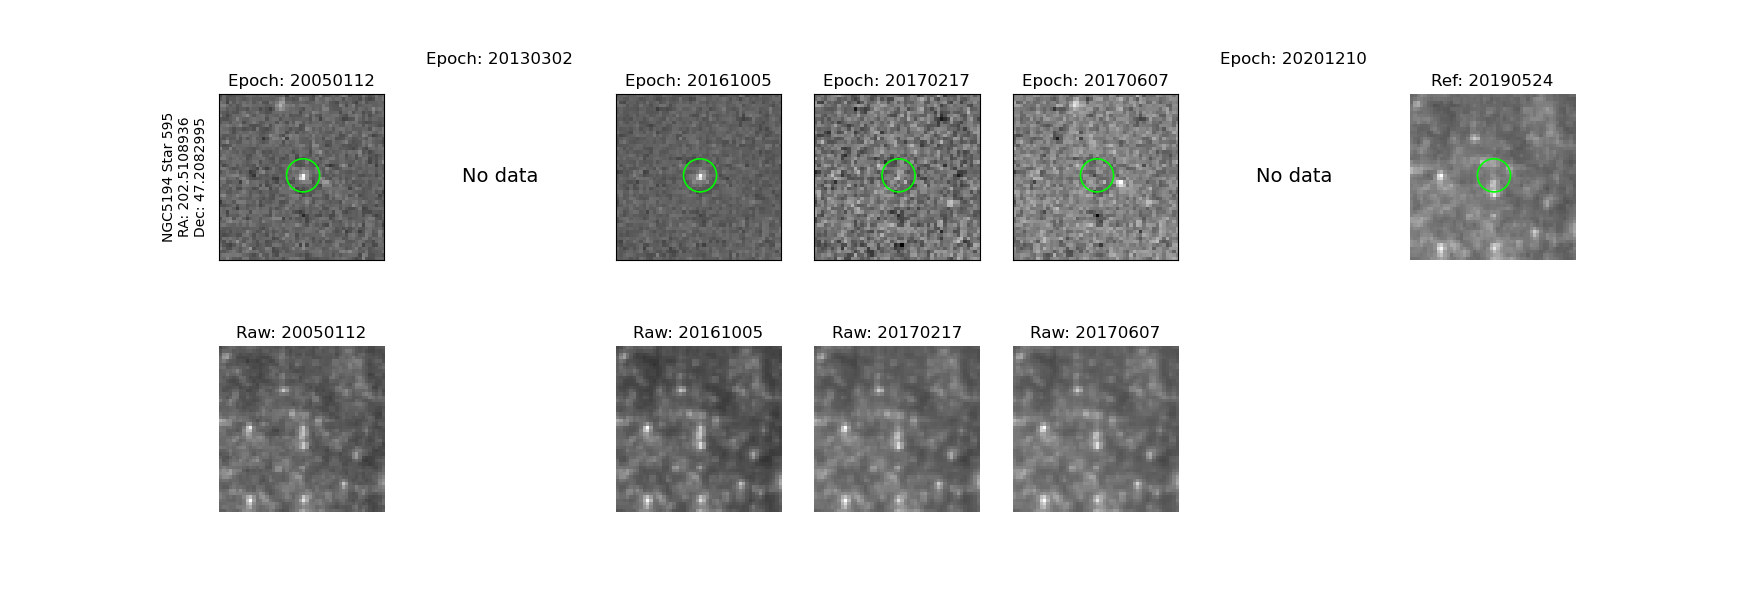 Epoch: 20130302
Epoch: 20201210
Epoch: 20050112
Epoch: 20161005
Epoch: 20170217
Epoch: 20170607
Ref: 20190524
NGC5194 Star 595
RA: 202.5108936
Dec: 47.2082995
No data
No data
Raw: 20050112
Raw: 20161005
Raw: 20170217
Raw: 20170607